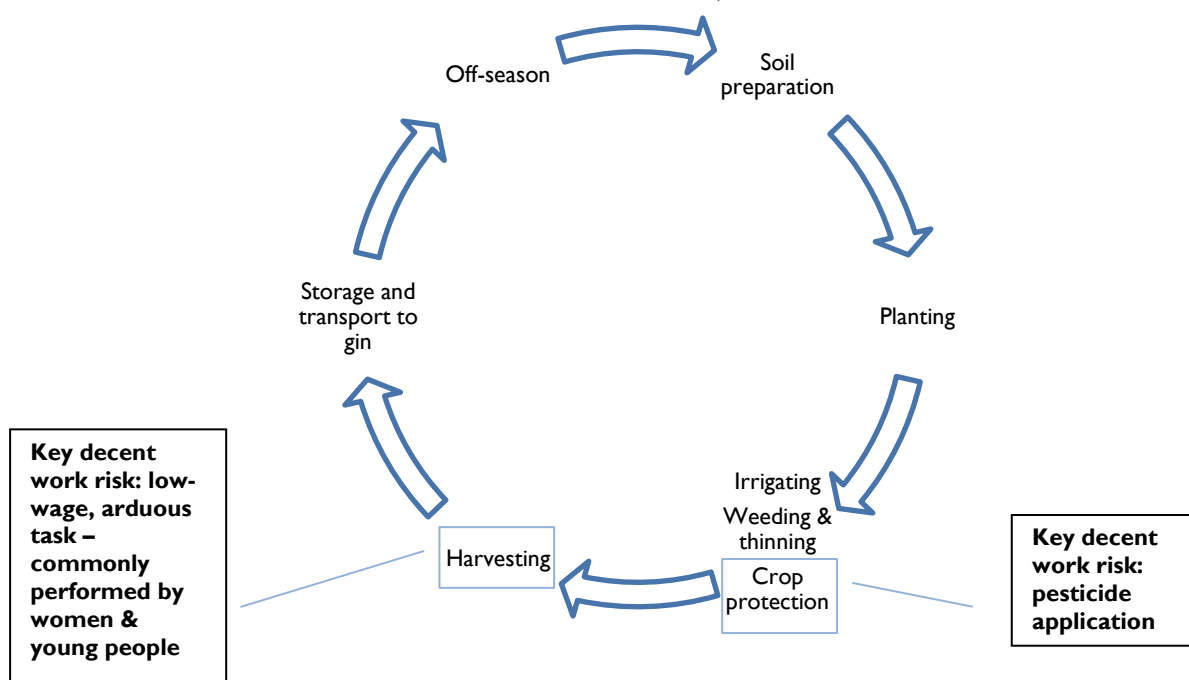 Off-season
Soil
preparation
Planting
Irrigating
Weeding &
thinning
Crop
protection
Key decent
work risk:
pesticide
application
Harvesting
Key decent
work risk: low-
wage, arduous
task –
commonly
performed by
women &
young people
Storage and
transport to
gin